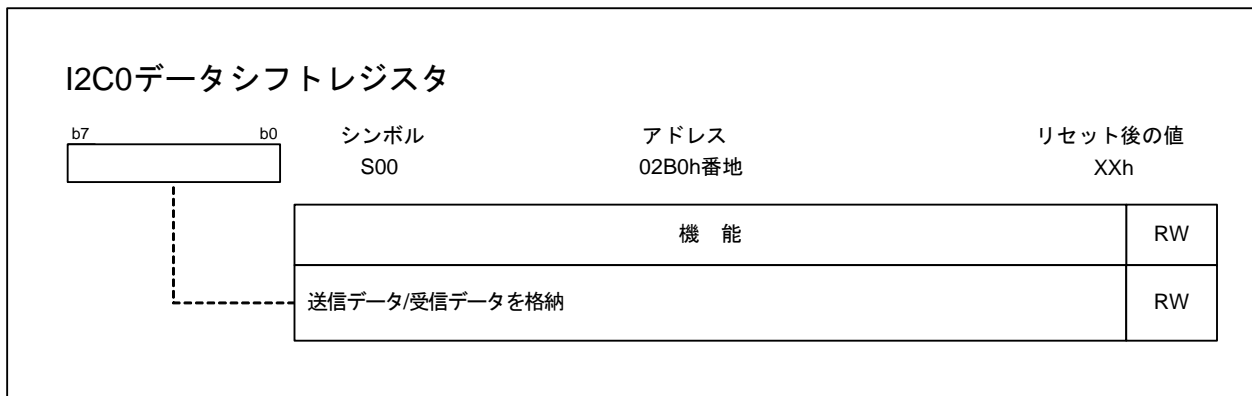 I2C0データシフトレジスタ
b7 b0 シンボル アドレス リセット後の値
S00 02B0h番地 XXh
機 能 RW
送信データ/受信データを格納 RW